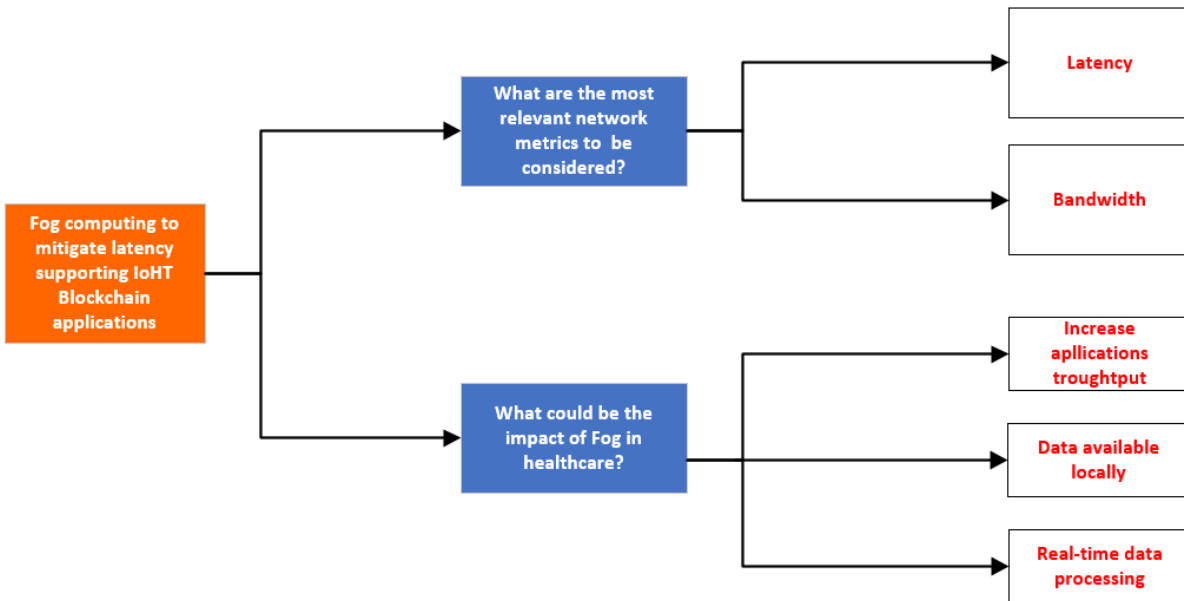 Fog computing to
mitigate latency
supporting IoHT
Blockchain
applications
What are the most
relevant network
metrics to be
considered?
Latency
Bandwidth
What could be the
impact of Fog in
healthcare?
Increase
apllications
troughtput
Data available
locally
Real-time data
processing